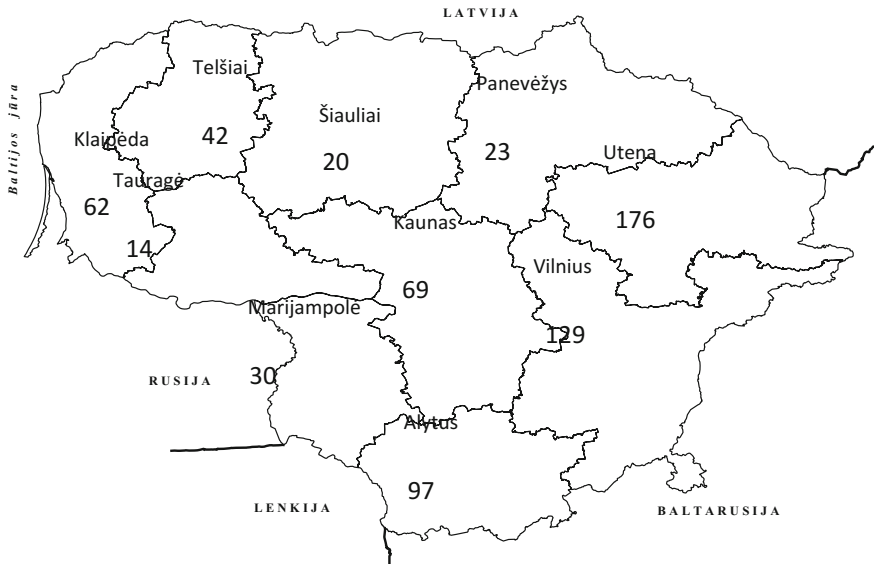 LATVIJA
Telšiai
Panevėžys
Baltijos jūra
Šiauliai
Klaipėda
42
20
23
Utena
Tauragė
62
176
Kaunas
14
Vilnius
69
Marijampolė
129
RUSIJA
30
Alytus
97
LENKIJA
BALTARUSIJA